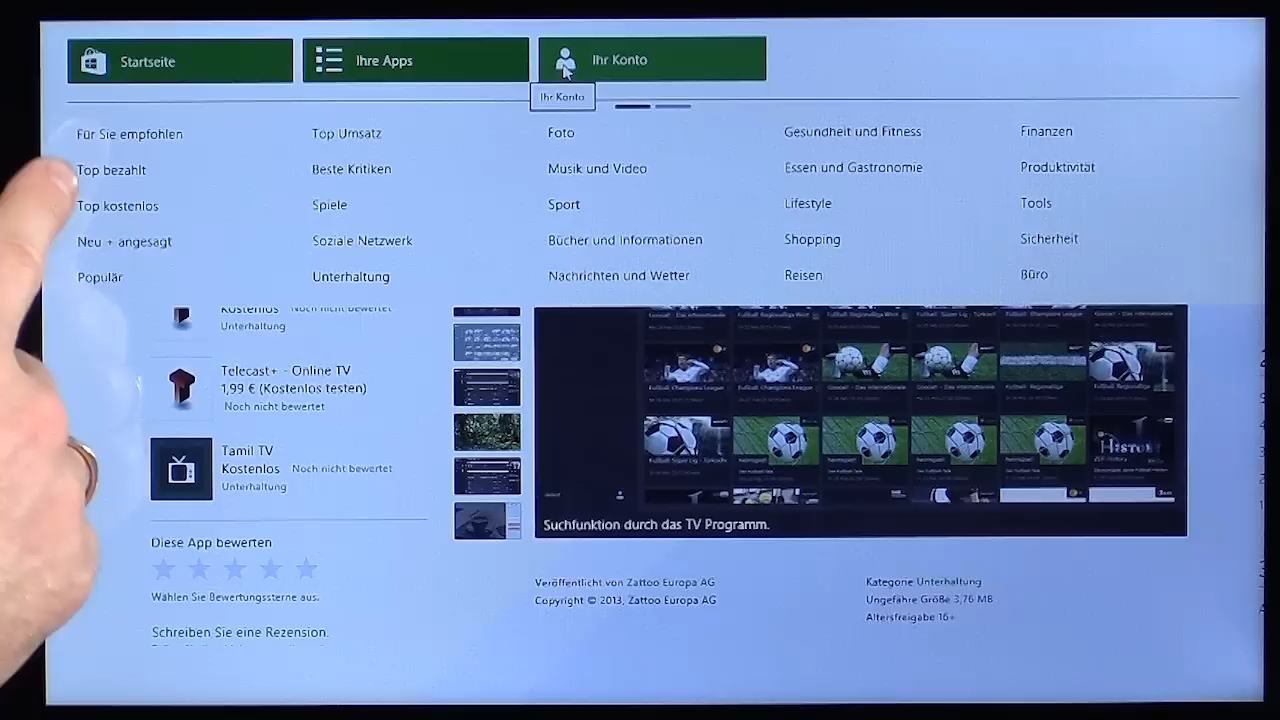 Startseite
Ihre Apps
Ihr Konto
Ihr Konto
Für Sie empfohlen
Top bezahlt
Top kostenlos
Neu + angesagt
Populär
Top Umsatz
Beste Kritiken
Spiele
Soziale Netzwerk
Unterhaltung
Foto
Musik und Video
Sport
Bücher und Informationen
Nachrichten und Wetter
Gesundheit und Fitness
Essen und Gastronomie
Lifestyle
Shopping
Reisen
Finanzen
Produktivität
Tools
Sicherheit
Büro
Kostenlos Noch nicht bewertet
Unterhaltung
Telecast+ - Online TV
1,99 € (Kostenlos testen)
Noch nicht bewertet
Tamil TV
Kostenlos Noch nicht bewertet
Unterhaltung
Diese App bewerten
Wählen Sie Bewertungssterne aus.
Schreiben Sie eine Rezension.
HISTORY
Suchfunktion durch das TV Programm.
Veröffentlicht von Zattoo Europa AG
Copyright © 2013, Zattoo Europa AG
Kategorie Unterhaltung
Ungefähre Größe 3,76 MB
Altersfreigabe 16+